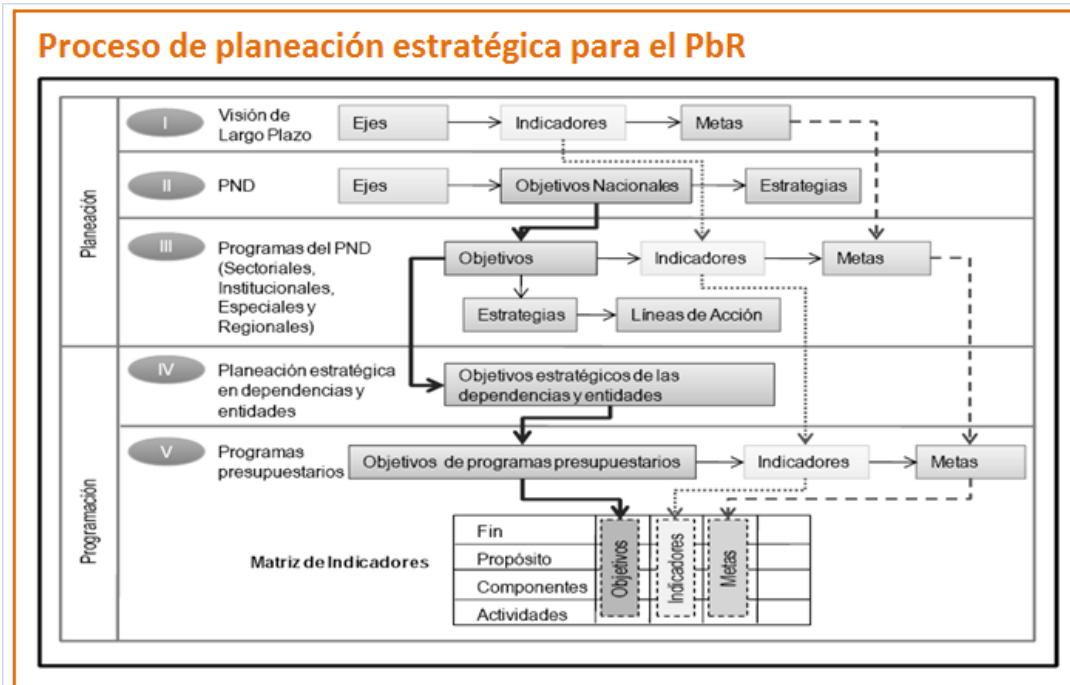 Proceso de planeación estratégica para el PbR
Planeación
I
Visión de
Largo Plazo
Ejes
Indicadores
Metas
II
PND
Ejes
Objetivos Nacionales
Estrategias
III
Programas del PND
(Sectoriales,
Institucionales,
Especiales y
Regionales)
Objetivos
Indicadores
Metas
Estrategias
Líneas de Acción
Programación
IV
Planeación estratégica
en dependencias y
entidades
Objetivos estratégicos de las
dependencias y entidades
V
Programas
presupuestarios
Objetivos de programas presupuestarios
Indicadores
Metas
Matriz de Indicadores
Fin
Propósito
Componentes
Actividades
Objetivos
Indicadores
Metas